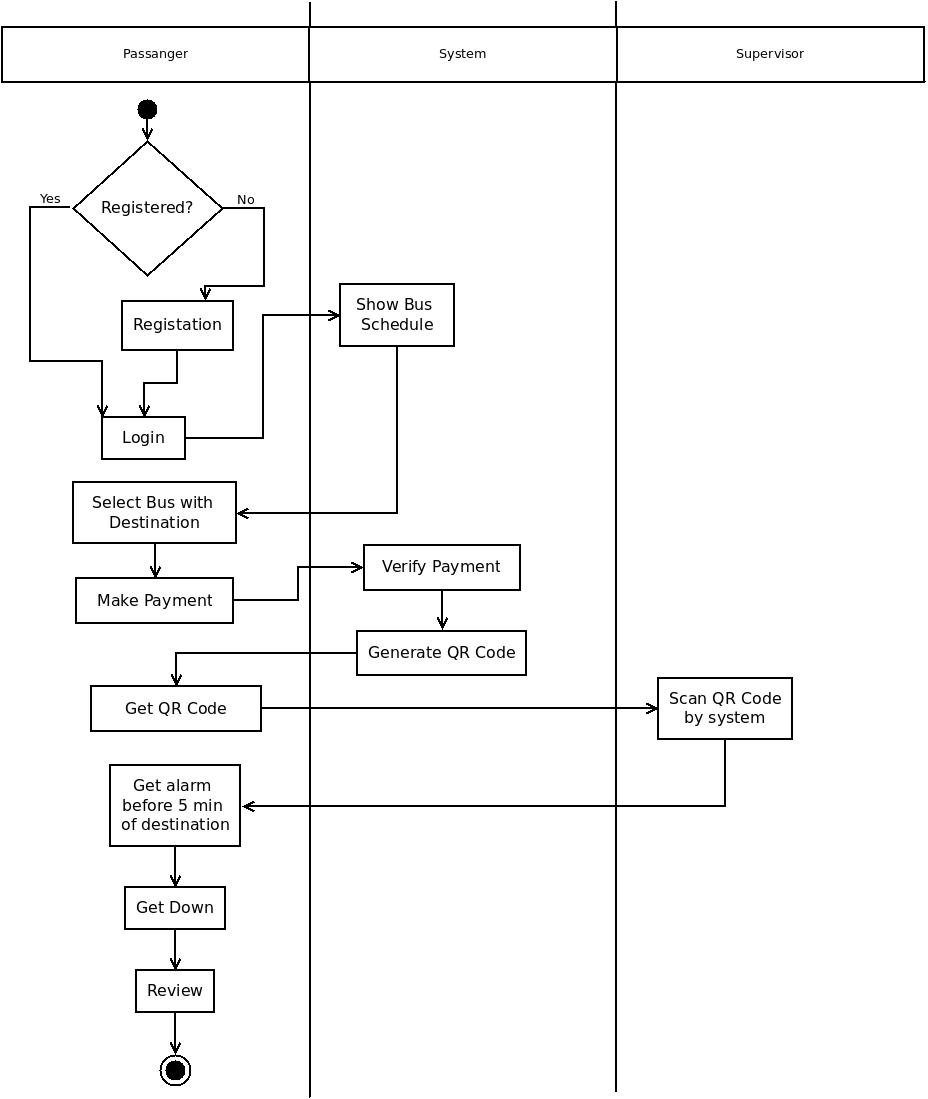 Passanger
System
Supervisor
Yes
No
Registered?
Registation
Show Bus
Schedule
Login
Select Bus with
Destination
Verify Payment
Make Payment
Generate QR Code
Get QR Code
Scan QR Code
by system
Get alarm
before 5 min
of destination
Get Down
Review